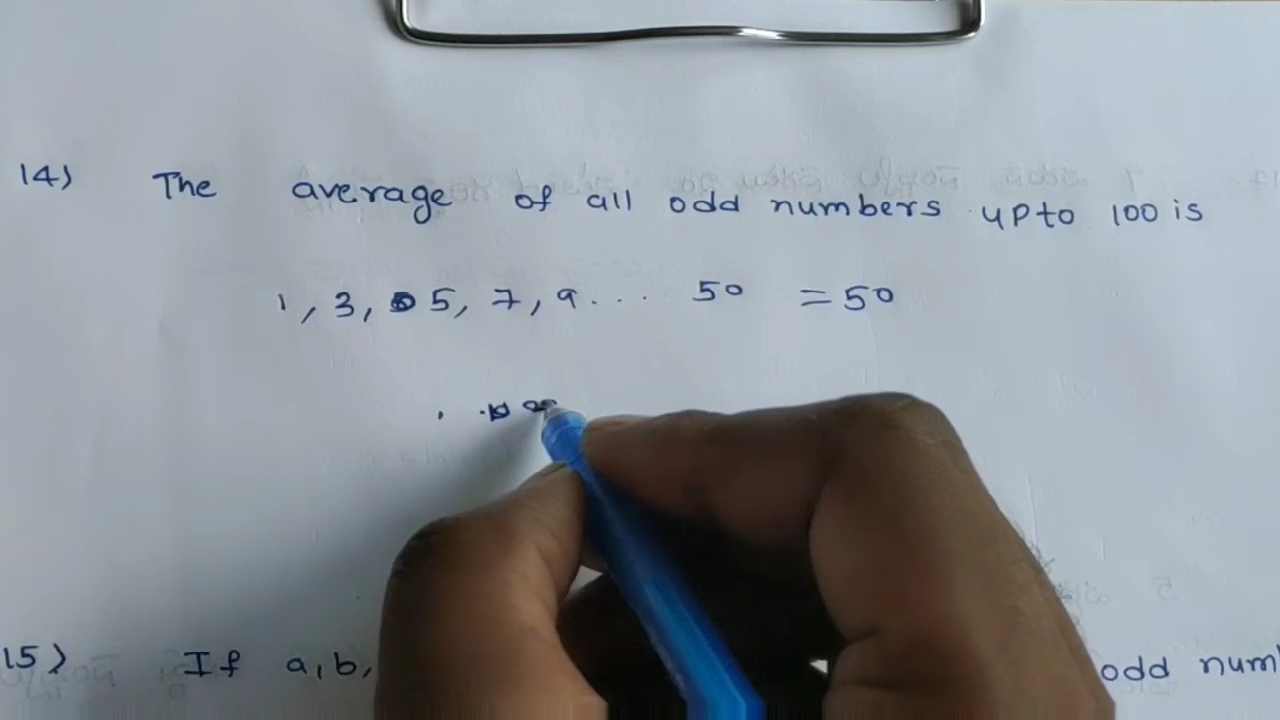 14) The average of all odd numbers upto 100 is
1, 3, 5, 7, 9 ... 50 = 50
15) If a, b, odd num